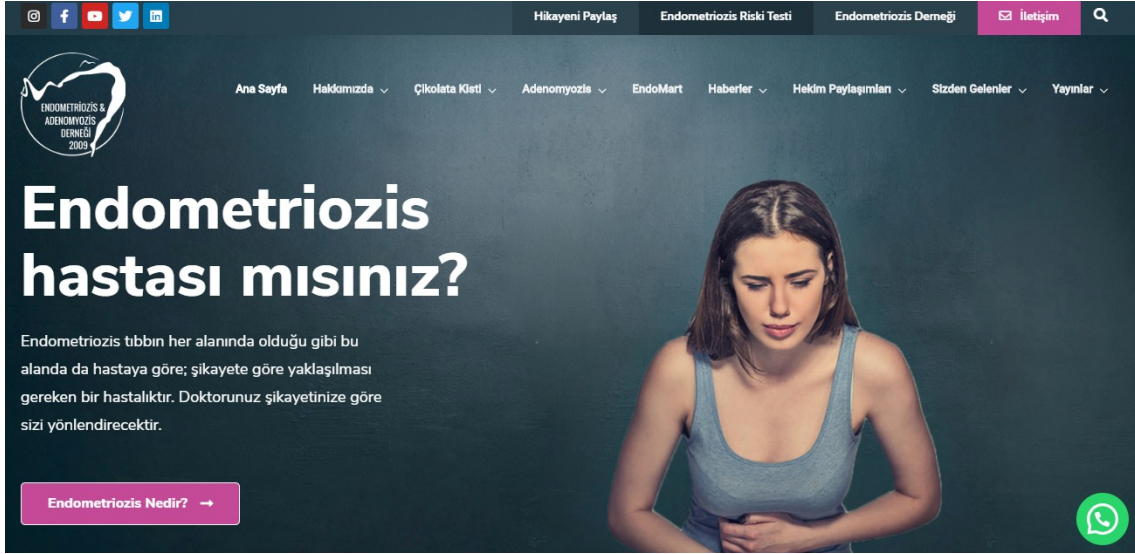 Hikayeni Paylaş
Endometriozis Riski Testi
Endometriozis Derneği
İletişim
ENDOMETRİOZİS &
ADENOMYOZİS
DERNEĞİ
2009
Ana Sayfa
Hakkımızda
Çikolata Kisti
Adenomyozis
EndoMart
Haberler
Hekim Paylaşımları
Sizden Gelenler
Yayınlar
Endometriozis
hastası mısınız?
Endometriozis tıbbın her alanında olduğu gibi bu
alanda da hastaya göre; şikayete göre yaklaşılması
gereken bir hastalıktır. Doktorunuz şikayetinize göre
sizi yönlendirecektir.
Endometriozis Nedir? →